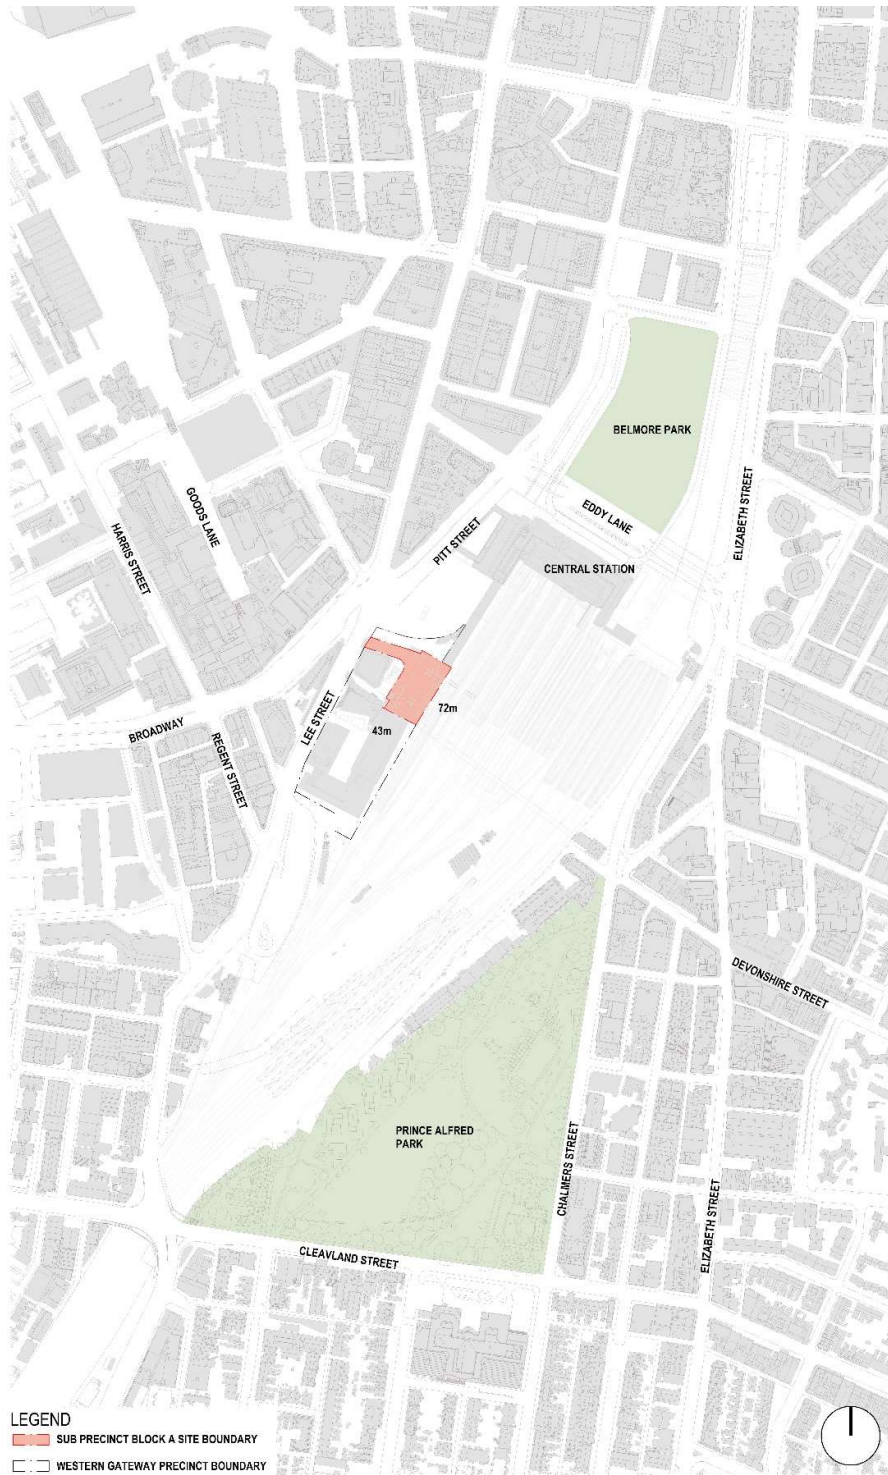 BELMORE PARK
EDDY LANE
ELIZABETH STREET
GOODS LANE
HARRIS STREET
PITT STREET
CENTRAL STATION
72m
43m
LEE STREET
BROADWAY
REGENT STREET
DEVONSHIRE STREET
PRINCE ALFRED
PARK
CHALMERS STREET
ELIZABETH STREET
CLEAVLAND STREET
LEGEND
SUB PRECINCT BLOCK A SITE BOUNDARY
WESTERN GATEWAY PRECINCT BOUNDARY